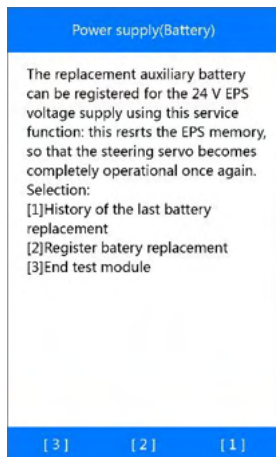 Power supply(Battery)
The replacement auxiliary battery
can be registered for the 24 V EPS
voltage supply using this service
function: this resrts the EPS memory,
so that the steering servo becomes
completely operational once again.
Selection:
[1]History of the last battery
replacement
[2]Register batery replacement
[3]End test module
[3] [2] [1]